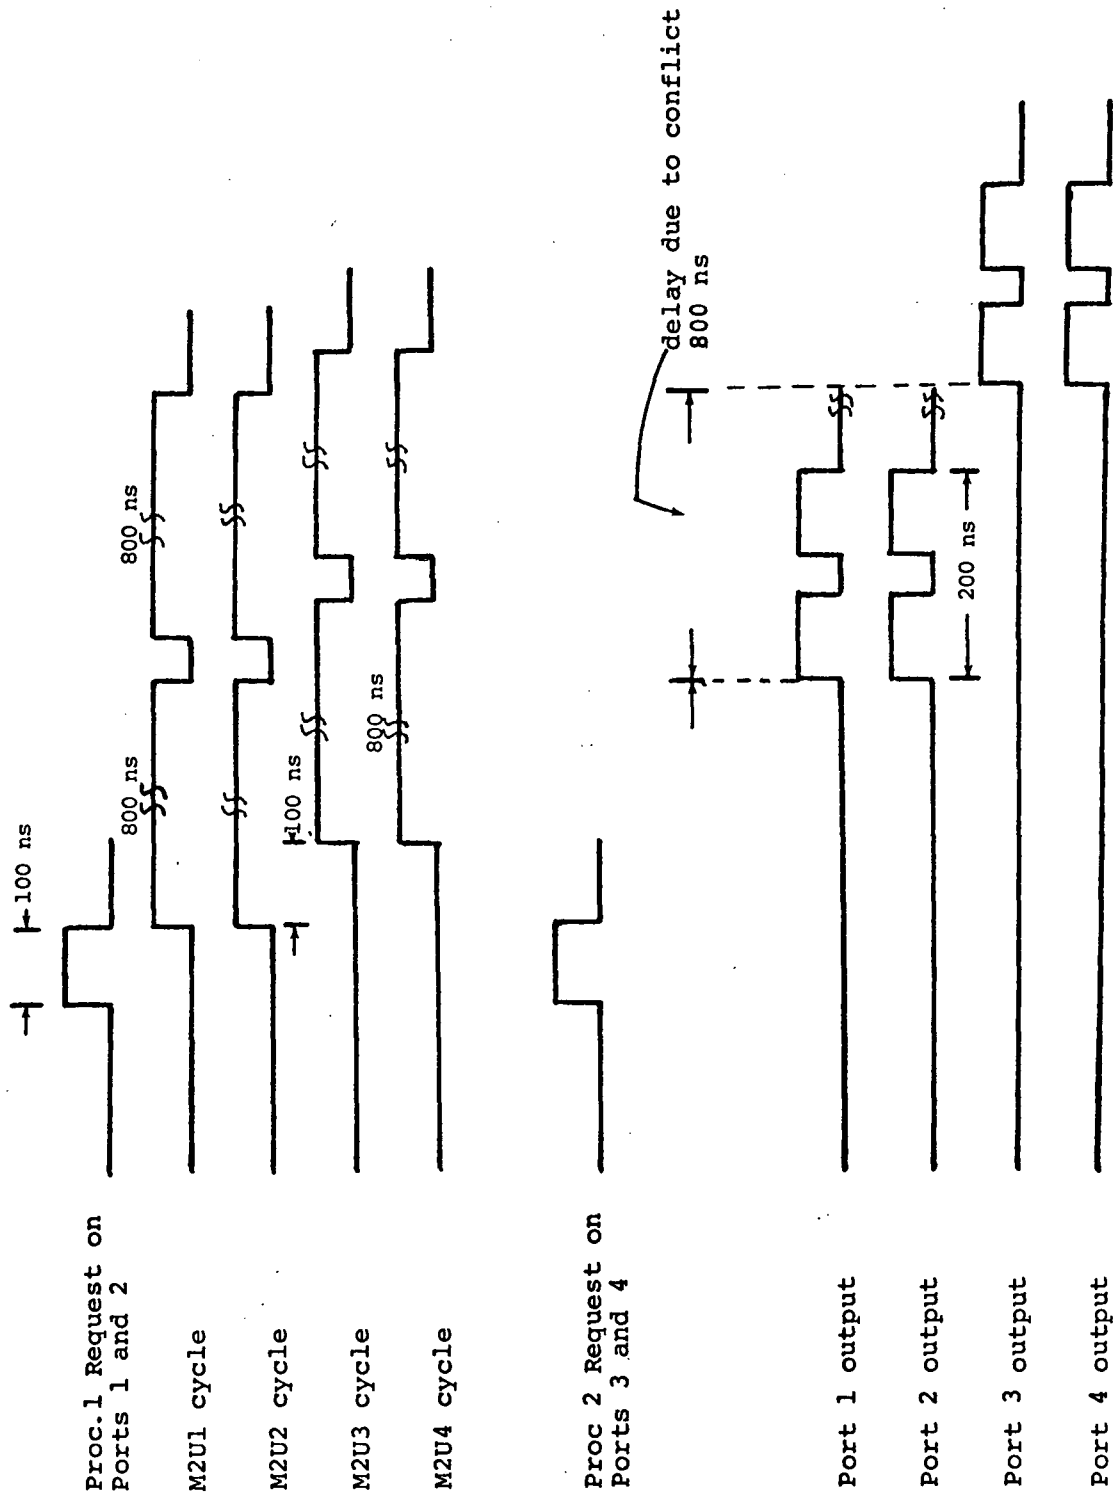 100 ns
Proc.1 Request on
Ports 1 and 2
800 ns
800 ns
M2U1 cycle
M2U2 cycle
100 ns
M2U3 cycle
800 ns
M2U4 cycle
Proc 2 Request on
Ports 3 and 4
delay due to conflict
800 ns
Port 1 output
Port 2 output
200 ns
Port 3 output
Port 4 output